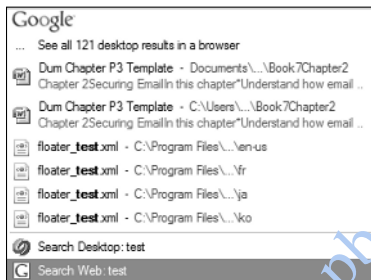 Google
... See all 121 desktop results in a browser
Dum Chapter P3 Template - Documents\...\Book7Chapter2
Chapter 2Securing EmailIn this chapter*Understand how email ..
Dum Chapter P3 Template - C:\Users\...\Book7Chapter2
Chapter 2Securing EmailIn this chapter*Understand how email ..
floater_test.xml - C:\Program Files\...\en-us
floater_test.xml - C:\Program Files\...\fr
floater_test.xml - C:\Program Files\...\ja
floater_test.xml - C:\Program Files\...\ko
Search Desktop: test
G Search Web: test